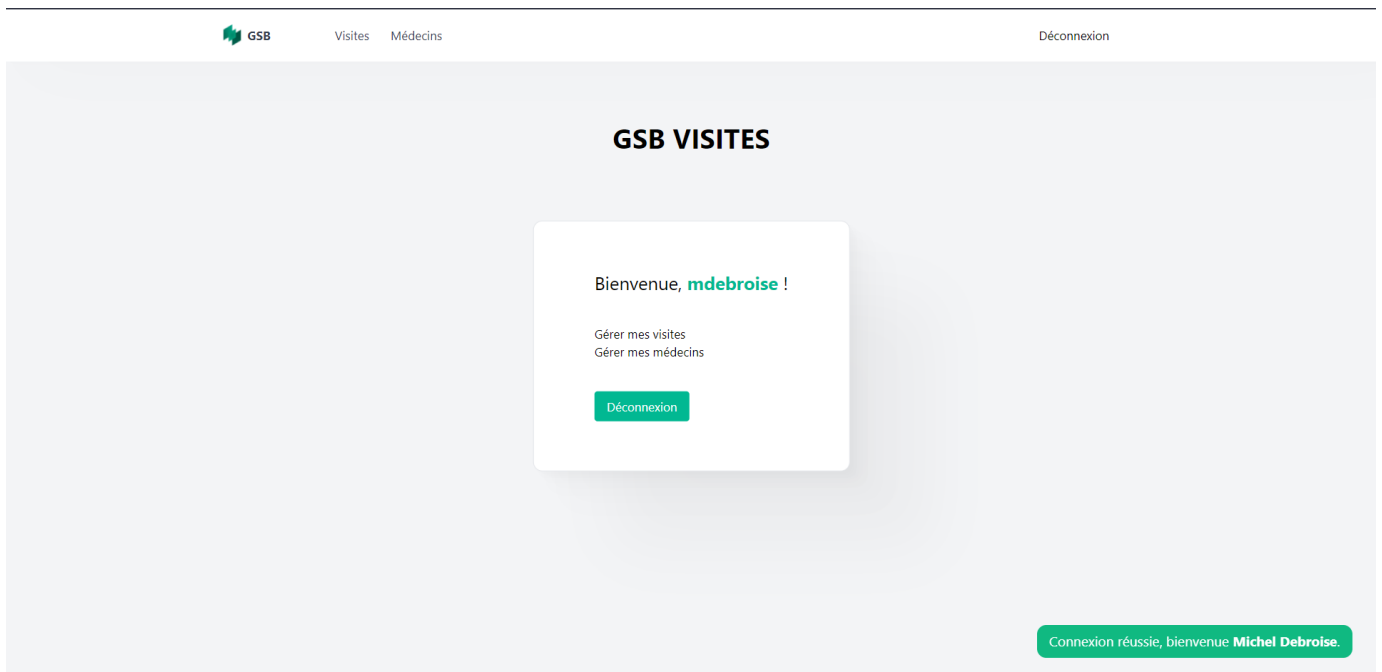 GSB Visites Médecins Déconnexion
GSB VISITES
Bienvenue, mdebroise !
Gérer mes visites
Gérer mes médecins
Déconnexion
Connexion réussie, bienvenue Michel Debroise.